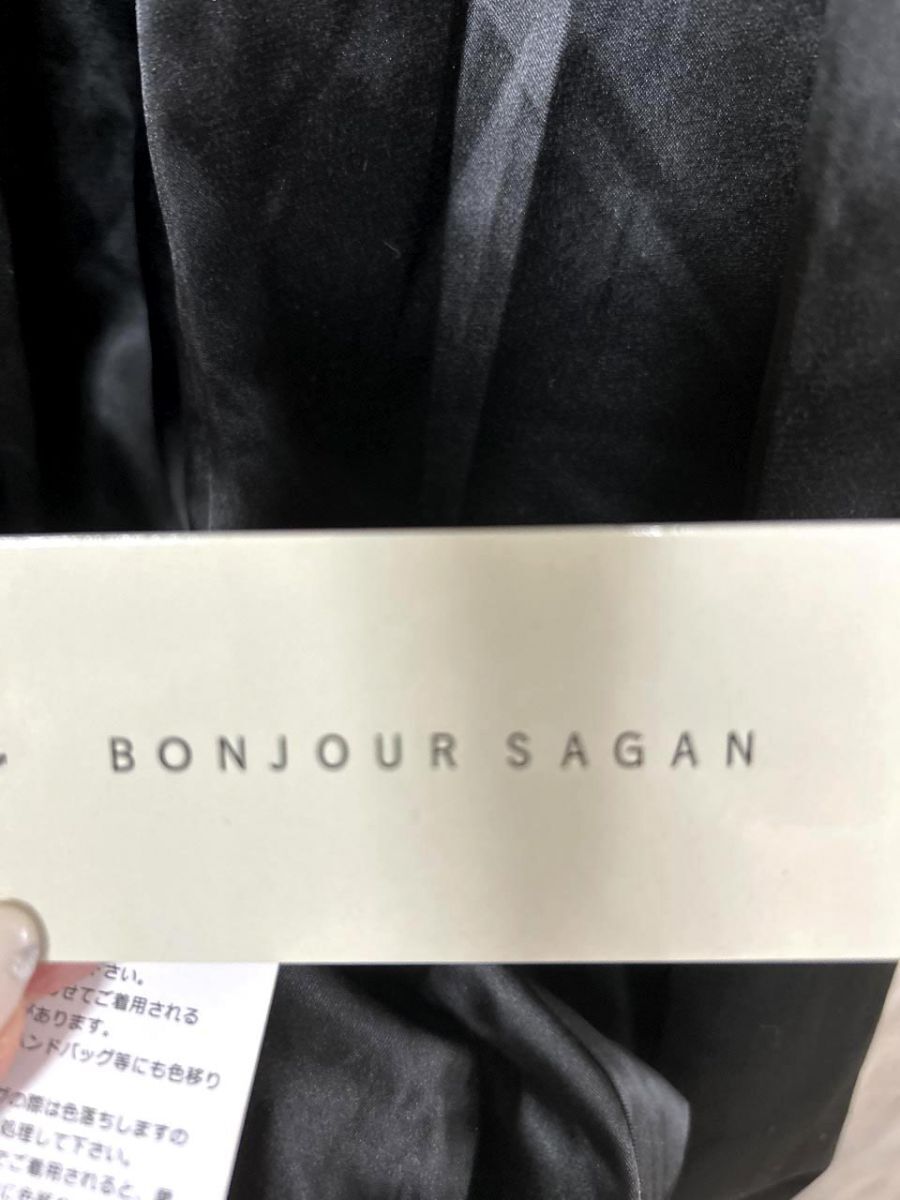 BONJOUR SAGAN
さい。
せてご着用される
あります。
ハンドバッグ等にも色移り
の際は色落ちしますの
処理して下さい。
ご着用されると、